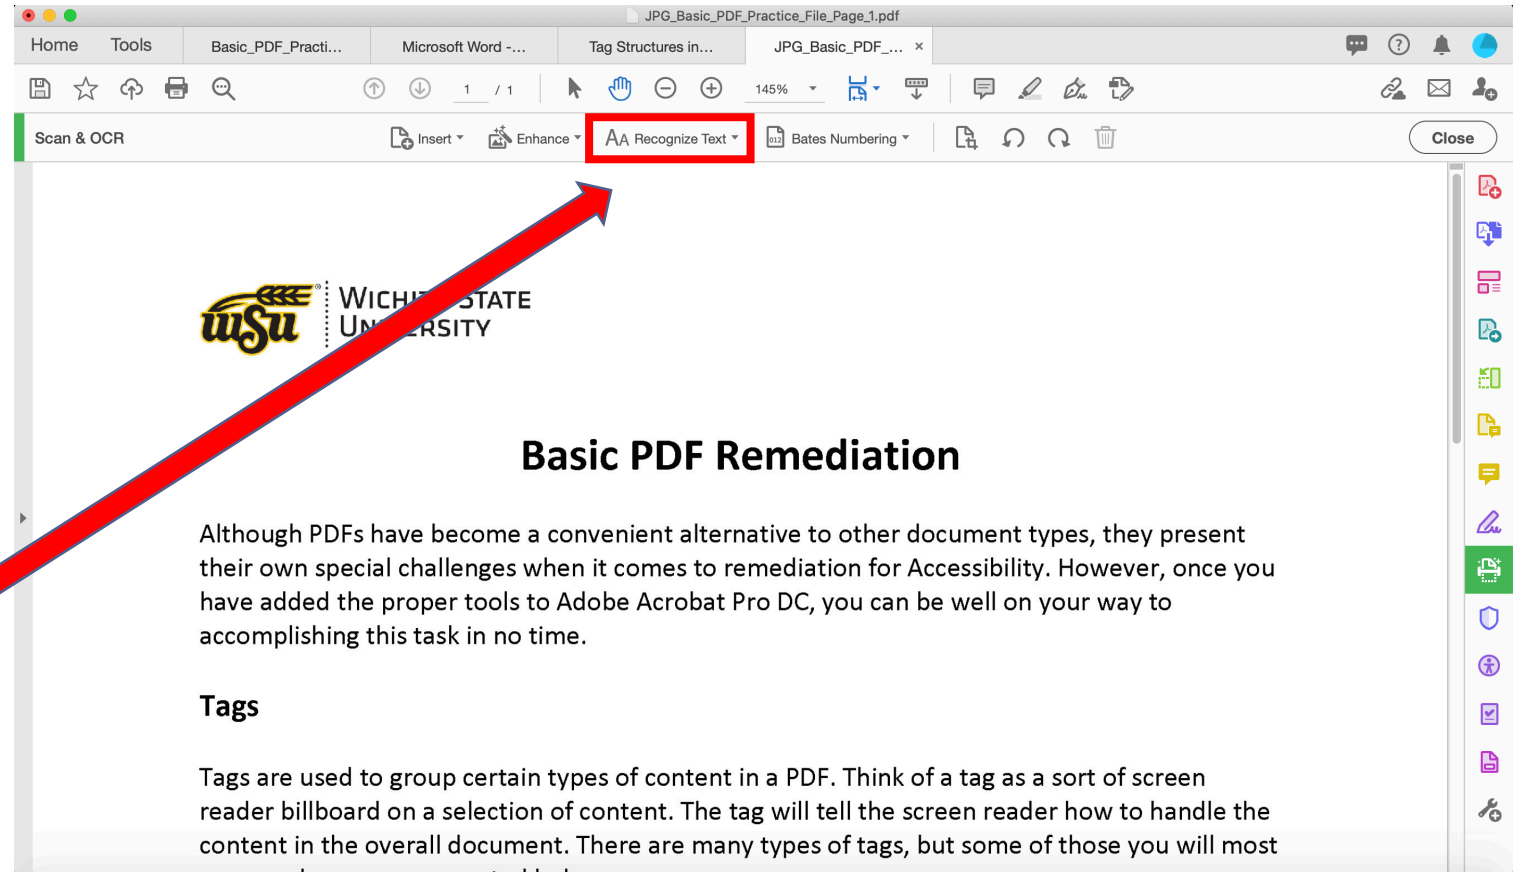 JPG_Basic_PDF_Practice_File_Page_1.pdf
Home Tools Basic_PDF_Practi... Microsoft Word -... Tag Structures in... JPG_Basic_PDF_... ×
1 / 1 145%
Scan & OCR Insert Enhance AA Recognize Text 012 Bates Numbering Close
WSU WICHITA STATE
UNIVERSITY
Basic PDF Remediation
Although PDFs have become a convenient alternative to other document types, they present
their own special challenges when it comes to remediation for Accessibility. However, once you
have added the proper tools to Adobe Acrobat Pro DC, you can be well on your way to
accomplishing this task in no time.
Tags
Tags are used to group certain types of content in a PDF. Think of a tag as a sort of screen
reader billboard on a selection of content. The tag will tell the screen reader how to handle the
content in the overall document. There are many types of tags, but some of those you will most